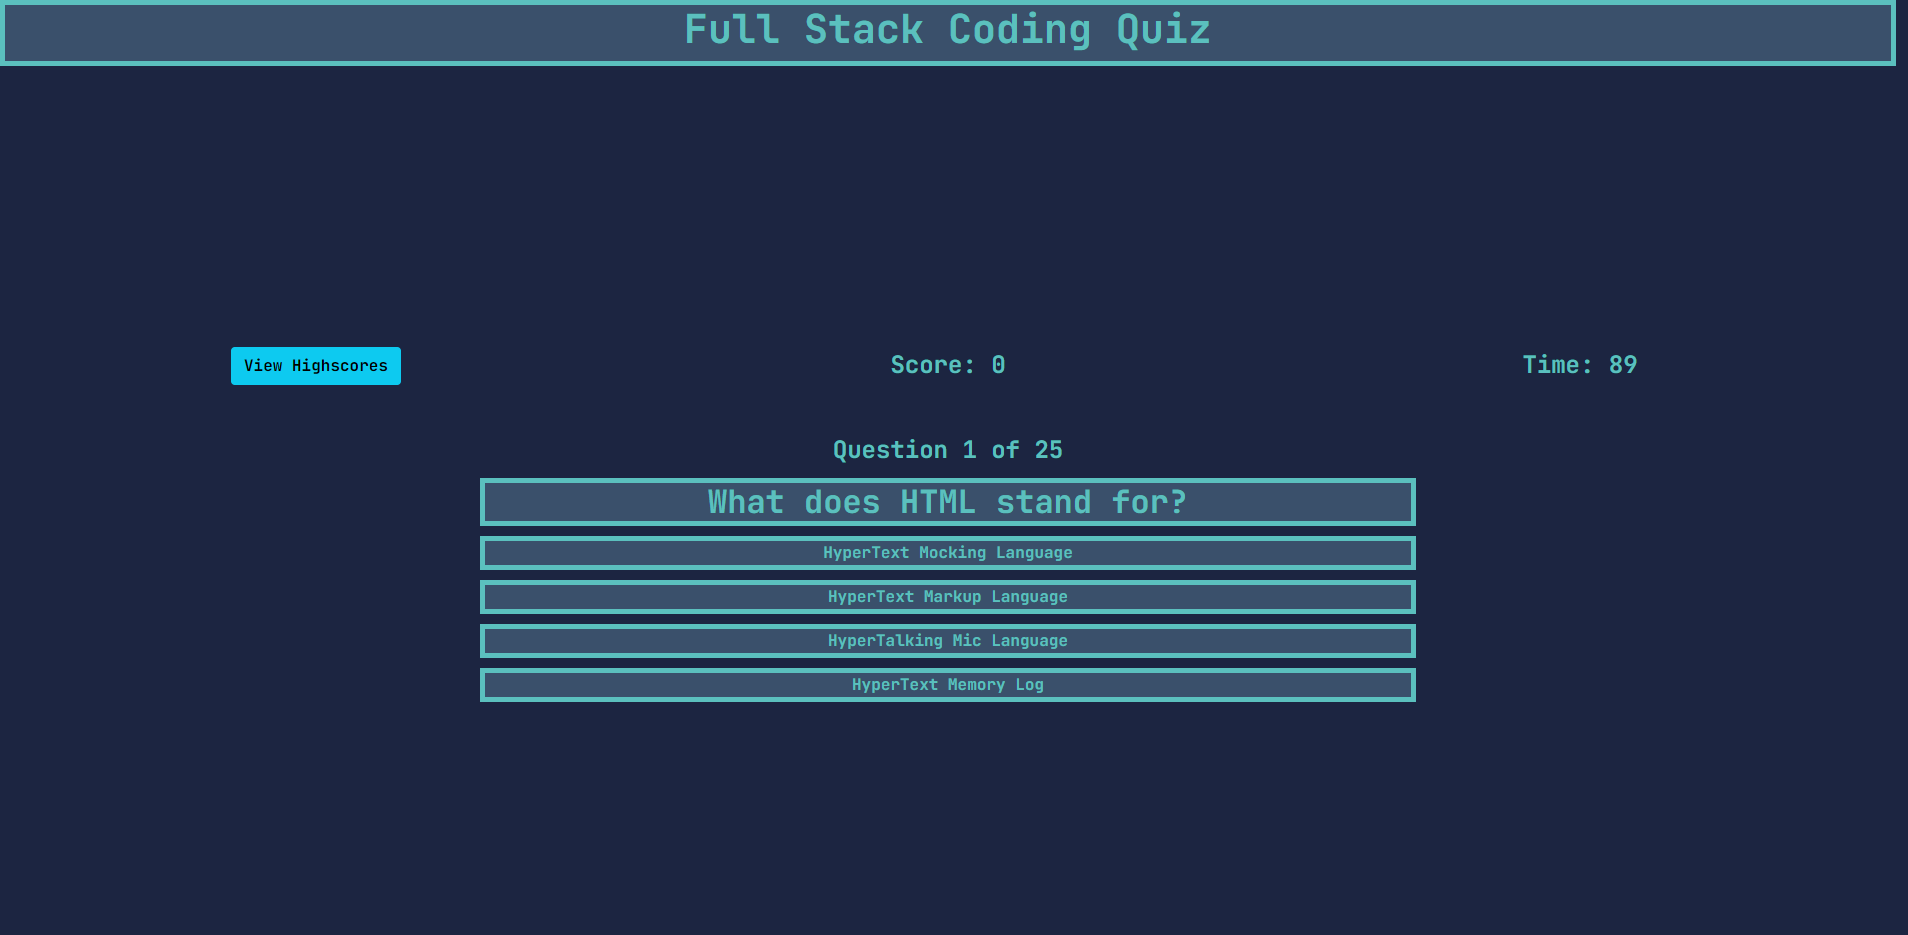 Full Stack Coding Quiz
View Highscores
Score: 0
Time: 89
Question 1 of 25
What does HTML stand for?
HyperText Mocking Language
HyperText Markup Language
HyperTalking Mic Language
HyperText Memory Log